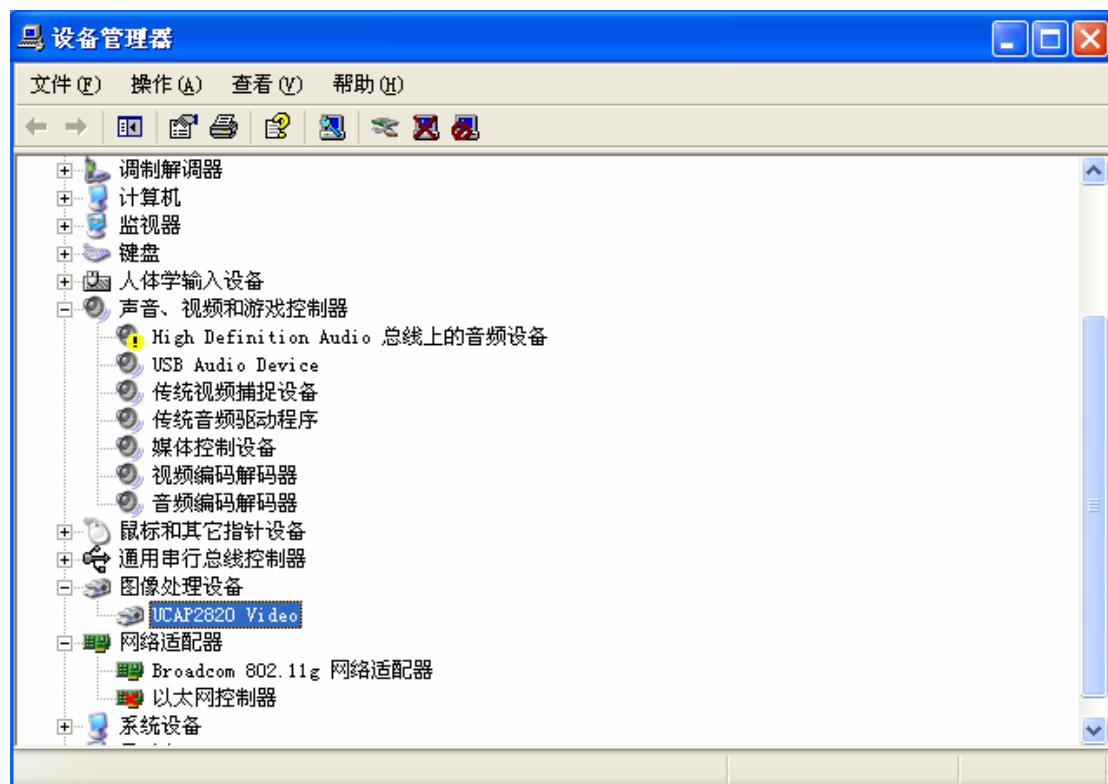 设备管理器
文件(F) 操作(A) 查看(V) 帮助(H)
调制解调器
计算机
监视器
键盘
人体学输入设备
声音、视频和游戏控制器
High Definition Audio 总线上的音频设备
USB Audio Device
传统视频捕捉设备
传统音频驱动程序
媒体控制设备
视频编码解码器
音频编码解码器
鼠标和其它指针设备
通用串行总线控制器
图像处理设备
UCAP2820 Video
网络适配器
Broadcom 802.11g 网络适配器
以太网控制器
系统设备